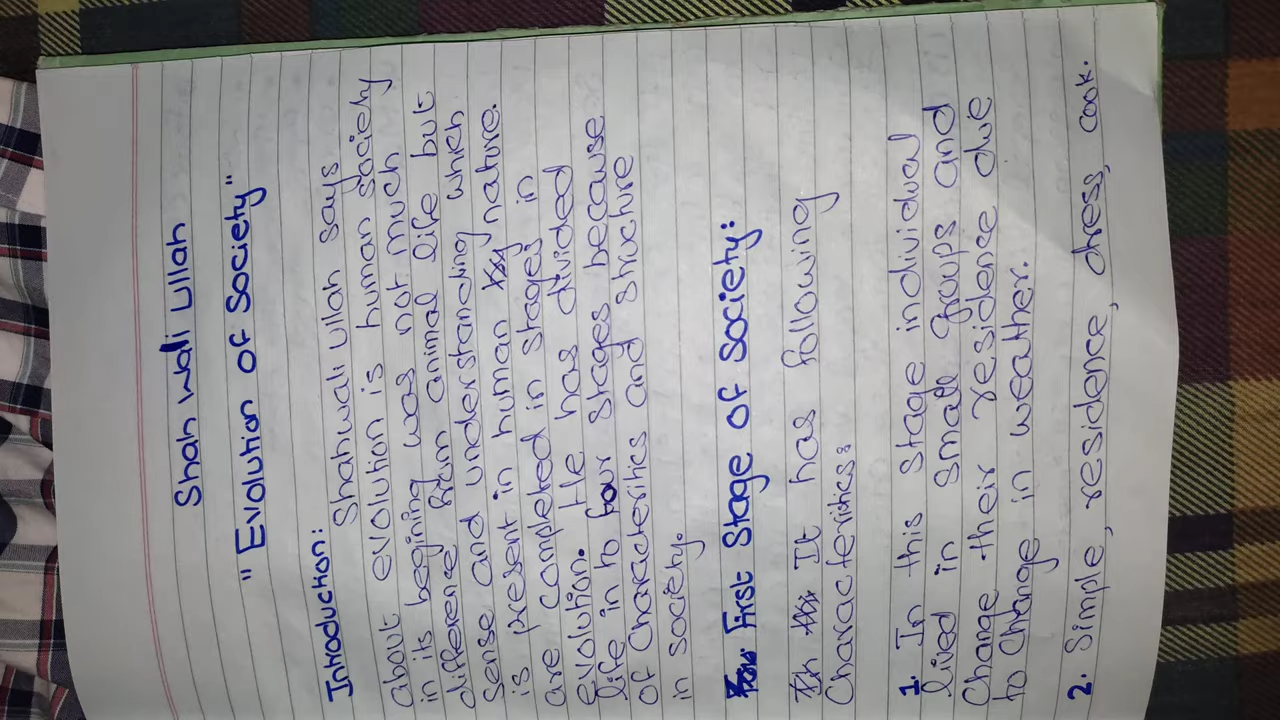 Shah Wali Ullah
"Evolution of Society"
Introduction:
Shahwali Ullah says
about evolution is human society
in its begining was not much
difference from animal life but
sense and understanding which
is present in human nature.
are completed in stages in
evolution. He has divided
life in to four stages because
of Characteristics and structure
in society.
First Stage of Society:
It has following
Characteristics:
1. In this stage individual
lived in small groups and
Change their residence due
to Change in weather.
2. Simple, residence, dress, cook.